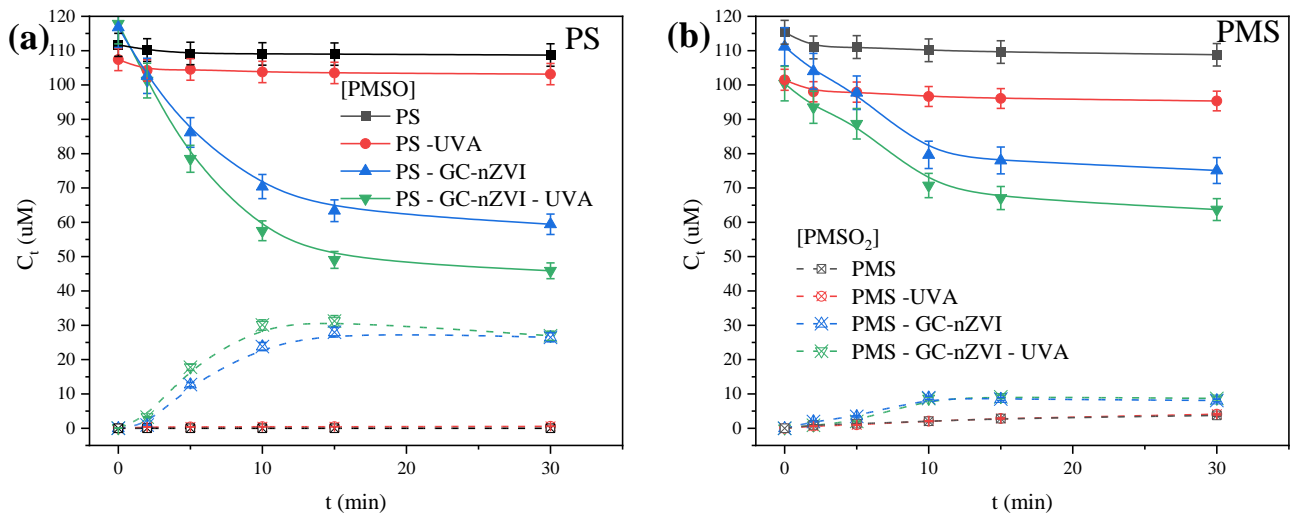 (a)
PS
120
110
100
90
80
70
60
50
40
30
20
10
0
C_t (uM)
[PMSO]
PS
PS -UVA
PS - GC-nZVI
PS - GC-nZVI - UVA
0
10
20
30
t (min)
(b)
PMS
120
110
100
90
80
70
60
50
40
30
20
10
0
C_t (uM)
[PMSO₂]
PMS
PMS -UVA
PMS - GC-nZVI
PMS - GC-nZVI - UVA
0
10
20
30
t (min)